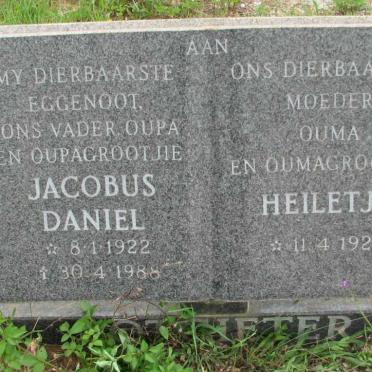 AAN
MY DIERBAARSTE
EGGENOOT,
ONS VADER, OUPA
EN OUPAGROOTJIE
JACOBUS
DANIEL
☆ 8·1·1922
✝ 30·4·1988
ONS DIERBAA
MOEDER
OUMA
EN OUMAGROO
HEILETJ
☆ 11·4·192